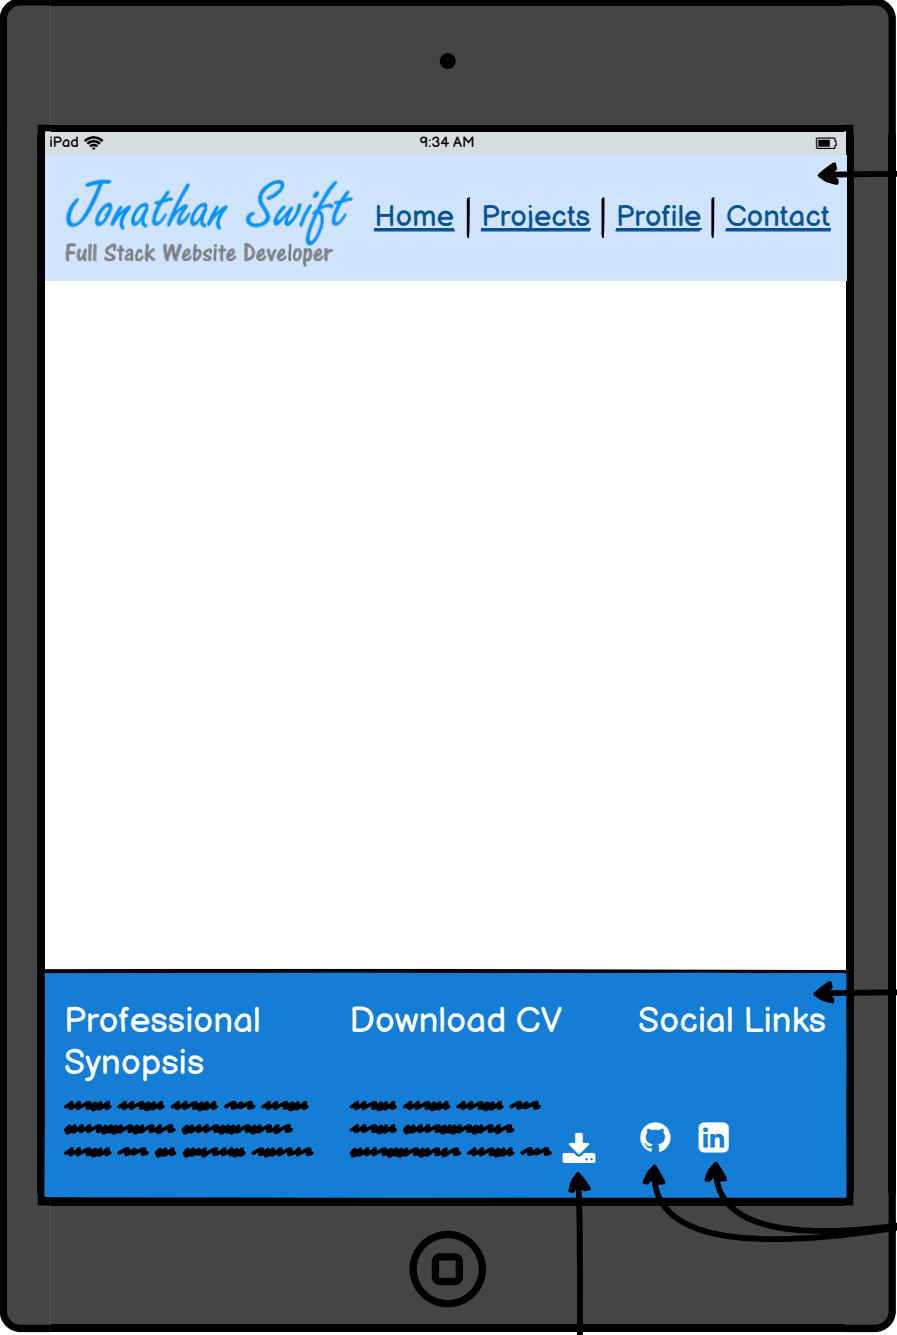 iPad 9:34 AM
Jonathan Swift
Full Stack Website Developer
Home | Projects | Profile | Contact
Professional Synopsis
Download CV
Social Links
in